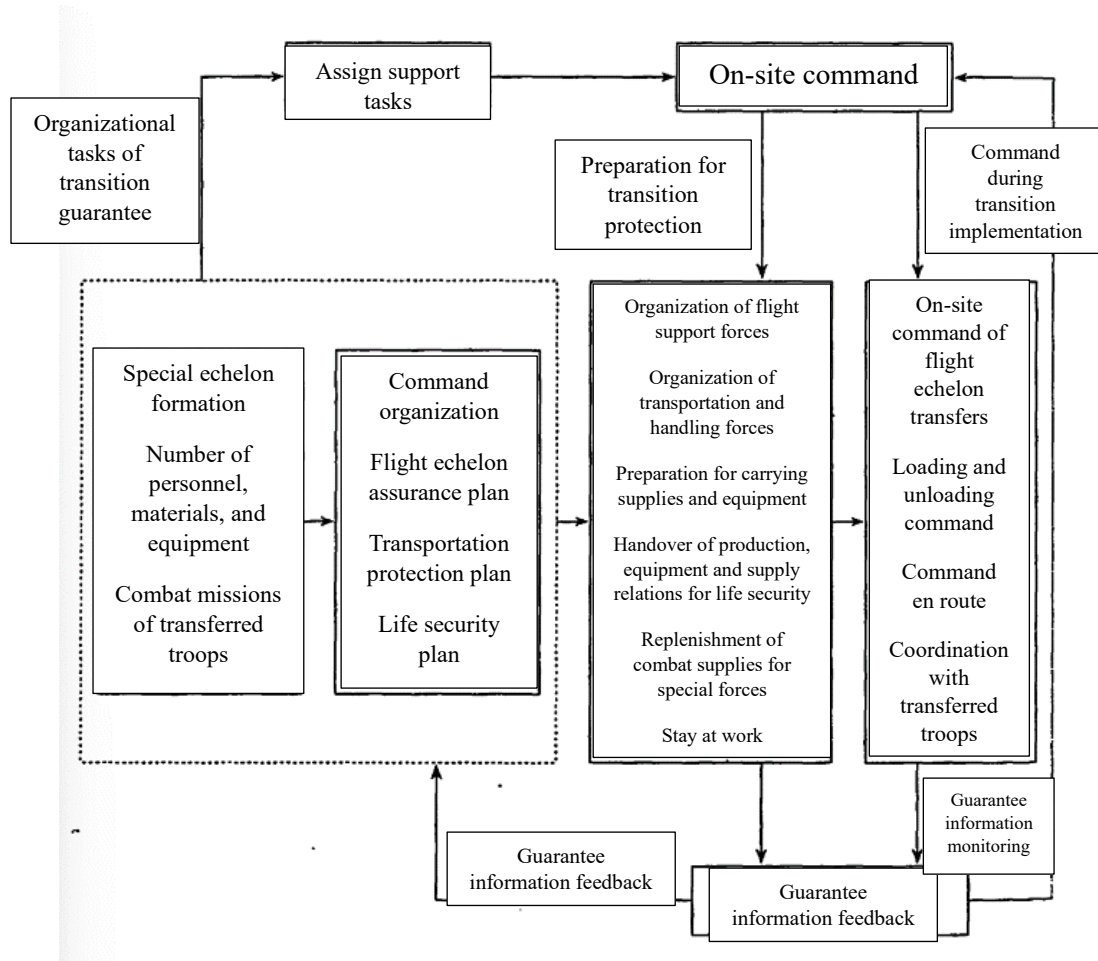 Assign support
tasks
On-site command
Organizational
tasks of
transition
guarantee
Preparation for
transition
protection
Command
during
transition
implementation
Special echelon
formation
Number of
personnel,
materials, and
equipment
Combat missions
of transferred
troops
Command
organization
Flight echelon
assurance plan
Transportation
protection plan
Life security
plan
Organization of flight
support forces
Organization of
transportation and
handling forces
Preparation for carrying
supplies and equipment
Handover of production,
equipment and supply
relations for life security
Replenishment of
combat supplies for
special forces
Stay at work
On-site
command of
flight
echelon
transfers
Loading and
unloading
command
Command
en route
Coordination
with
transferred
troops
Guarantee
information
monitoring
Guarantee
information feedback
Guarantee
information feedback